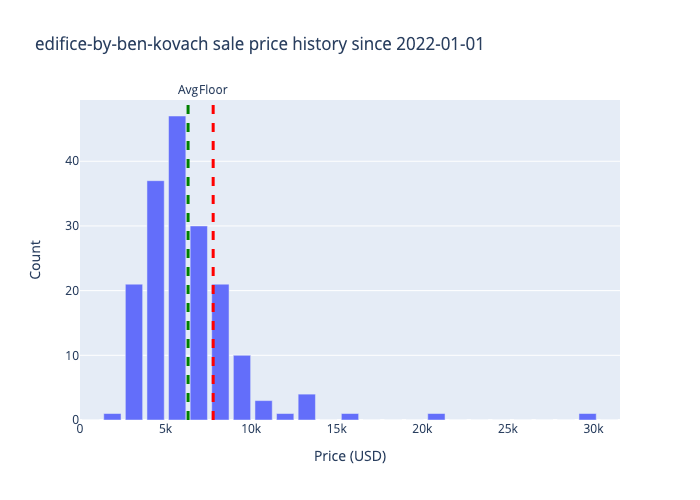 edifice-by-ben-kovach sale price history since 2022-01-01
AvgFloor
40
30
20
10
0
Count
0 5k 10k 15k 20k 25k 30k
Price (USD)